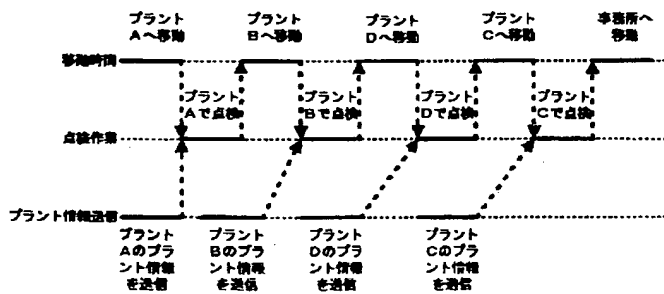 プラント
Aへ移動
プラント
Bへ移動
プラント
Dへ移動
プラント
Cへ移動
事務所へ
移動
移動時間
プラント
Aで点検
プラント
Bで点検
プラント
Dで点検
プラント
Cで点検
点検作業
プラント情報送信
プラント
Aのプラ
ント情報
を送信
プラント
Bのプラ
ント情報
を送信
プラント
Dのプラ
ント情報
を送信
プラント
Cのプラ
ント情報
を送信